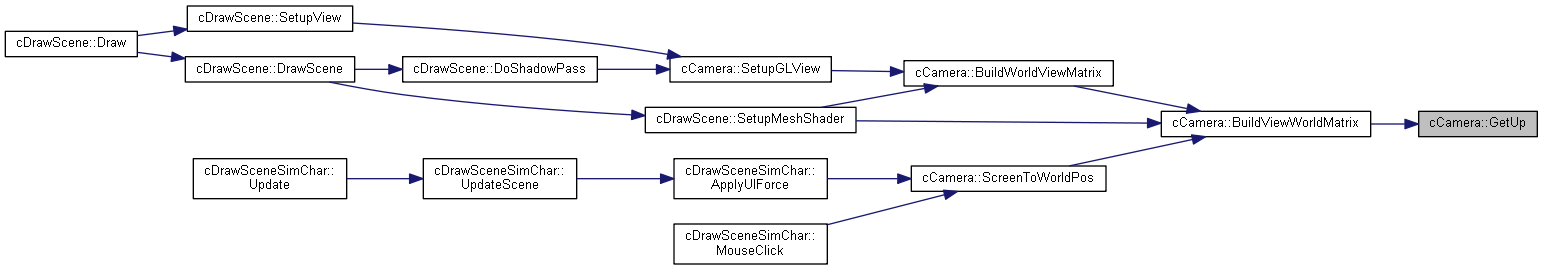 cDrawScene::SetupView
cDrawScene::Draw
cDrawScene::DrawScene
cDrawScene::DoShadowPass
cCamera::SetupGLView
cCamera::BuildWorldViewMatrix
cDrawScene::SetupMeshShader
cCamera::BuildViewWorldMatrix
cCamera::GetUp
cDrawSceneSimChar::
Update
cDrawSceneSimChar::
UpdateScene
cDrawSceneSimChar::
ApplyUIForce
cCamera::ScreenToWorldPos
cDrawSceneSimChar::
MouseClick